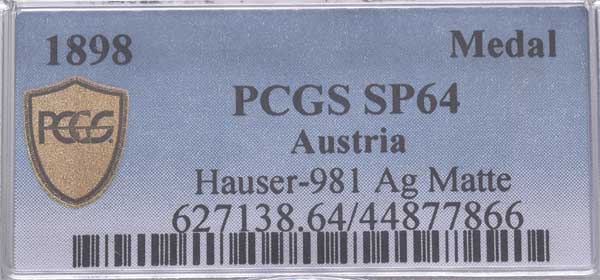 1898 Medal
PCGS
PCGS SP64
Austria
Hauser-981 Ag Matte
627138.64/44877866